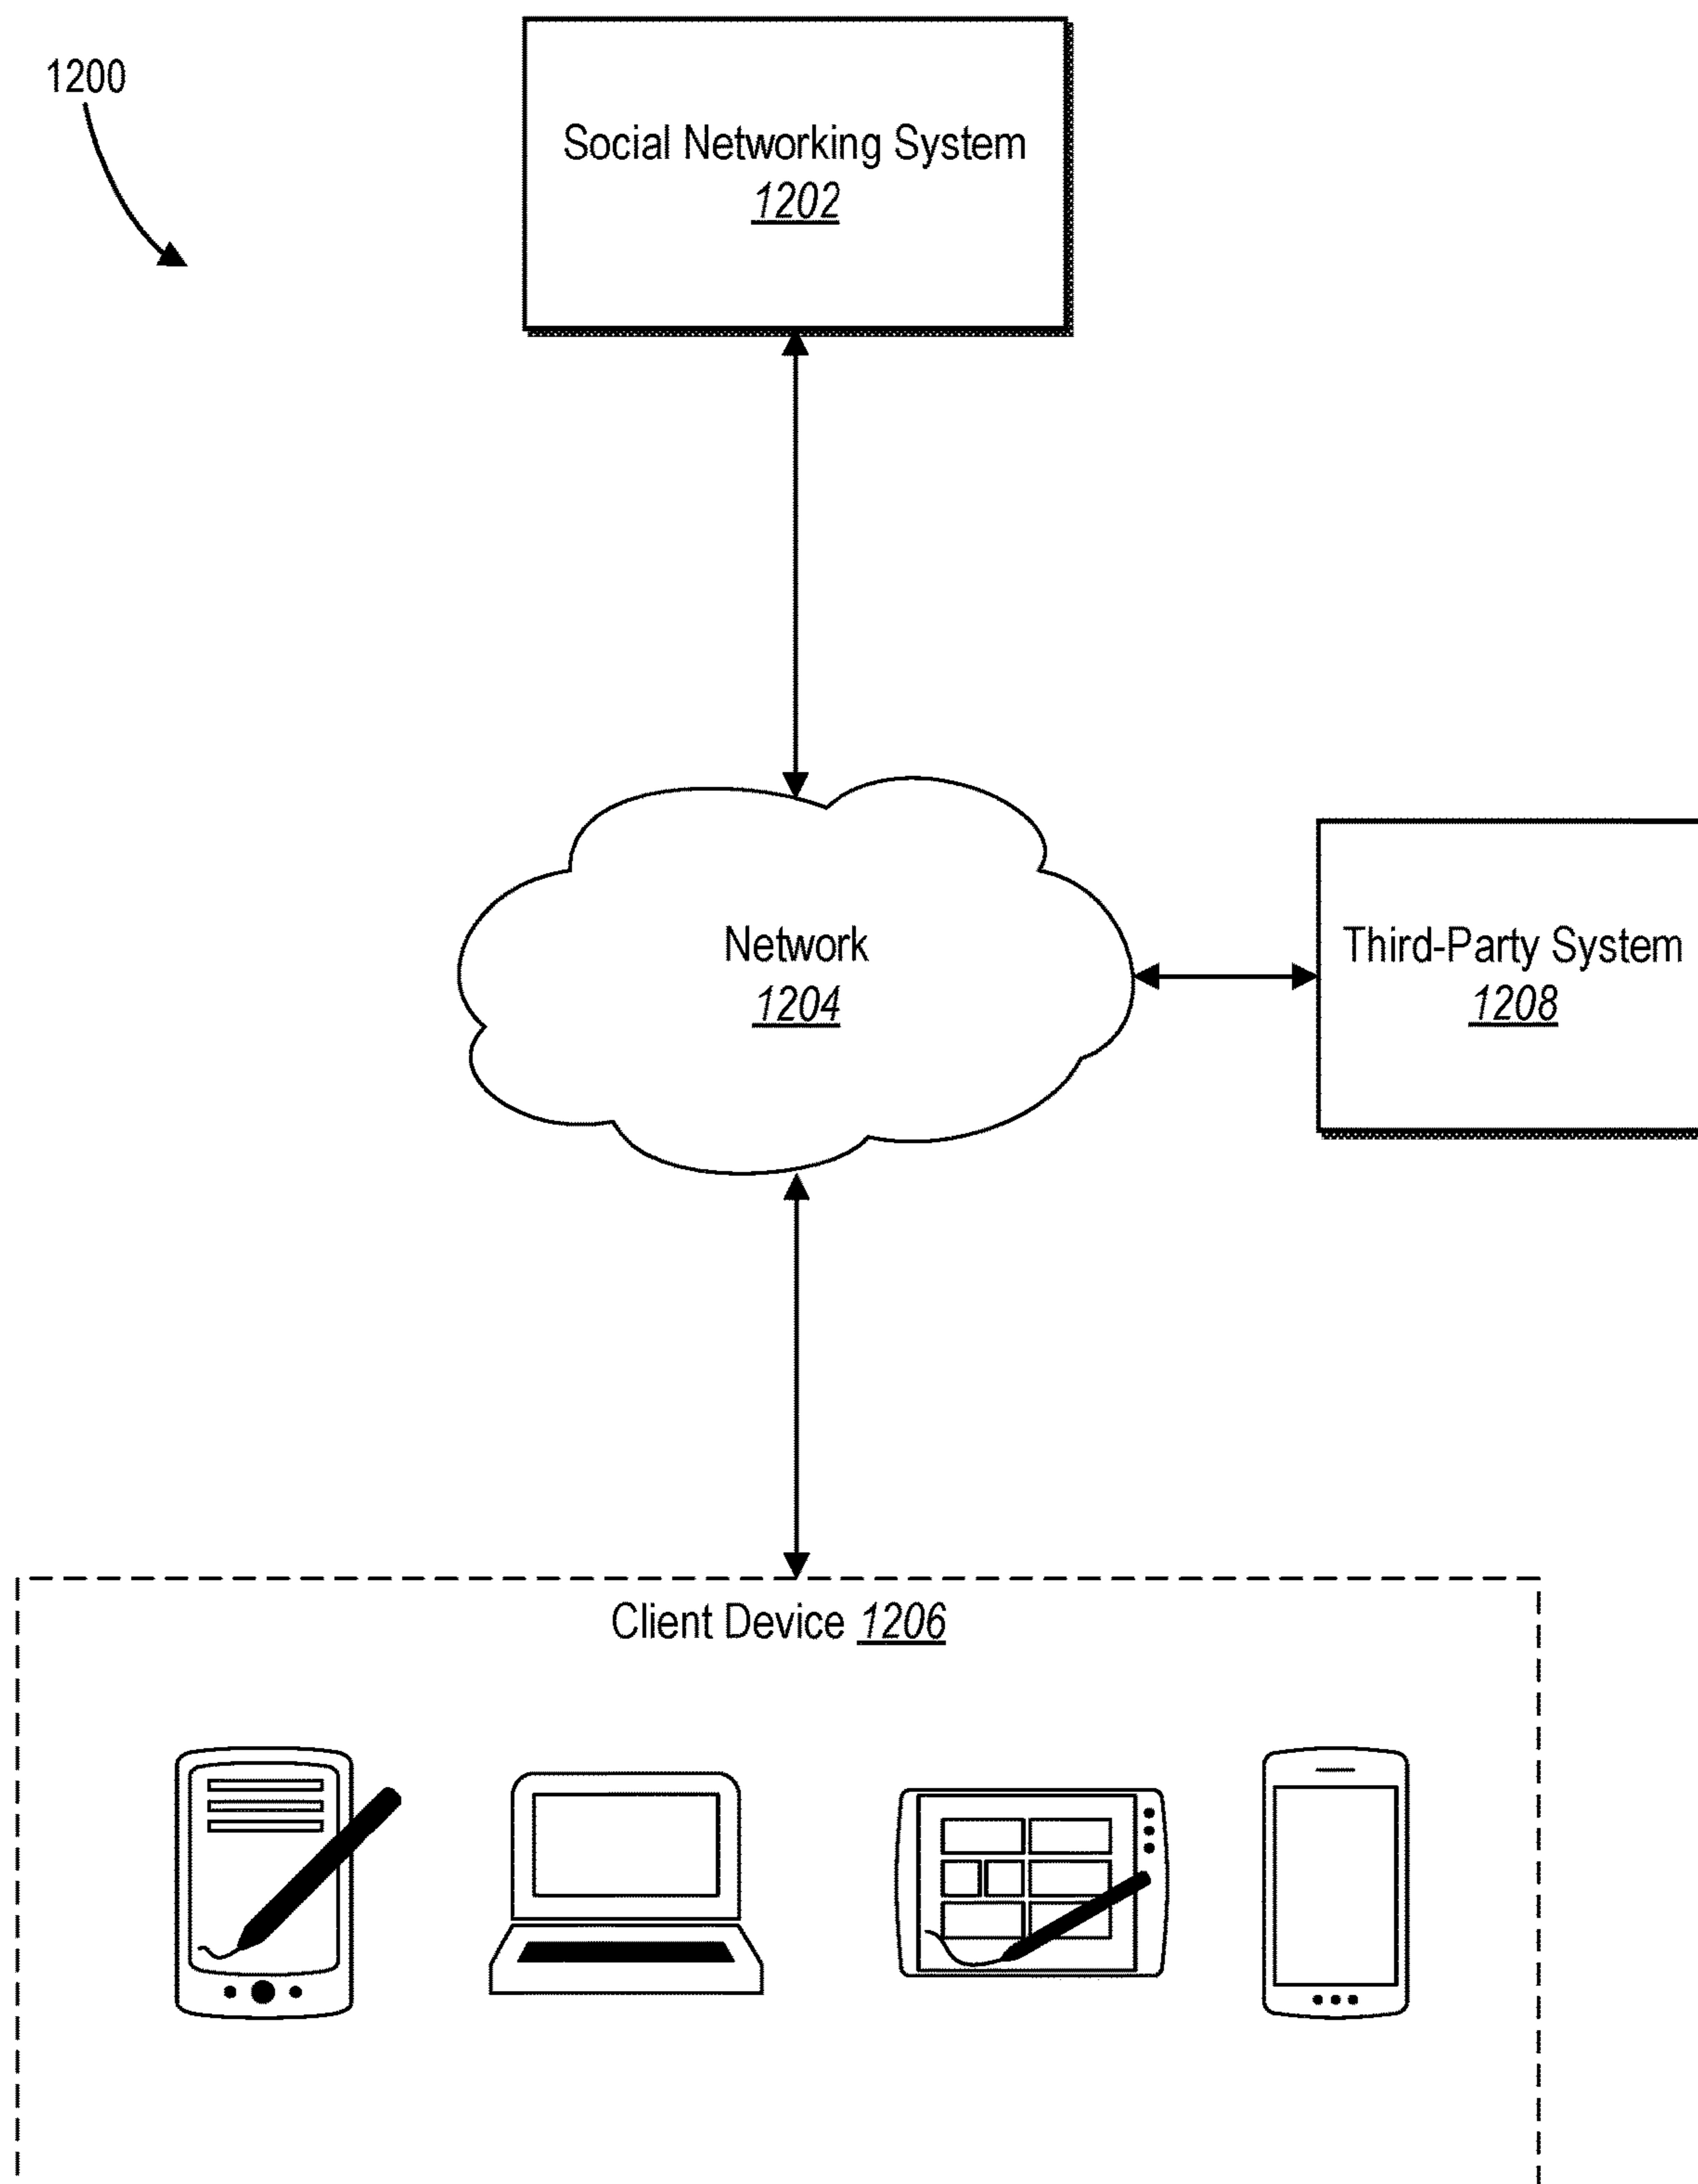 1200
Social Networking System
1202
Network
1204
Third-Party System
1208
Client Device 1206